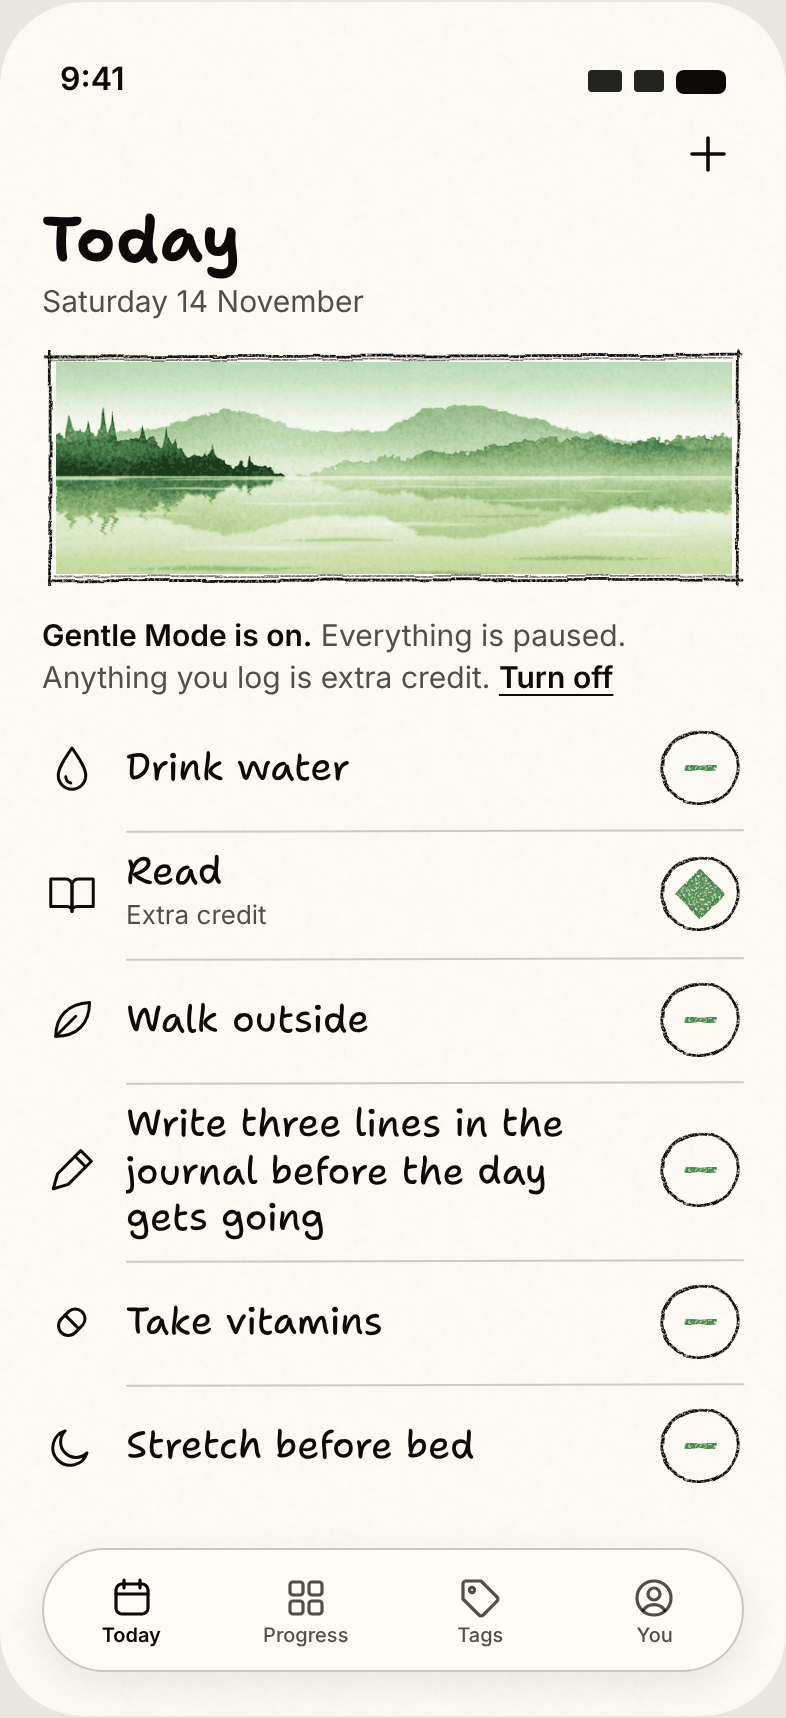 9:41
Today
Saturday 14 November
Gentle Mode is on. Everything is paused.
Anything you log is extra credit. Turn off
Drink water
Read
Extra credit
Walk outside
Write three lines in the
journal before the day
gets going
Take vitamins
Stretch before bed
Today
Progress
Tags
You